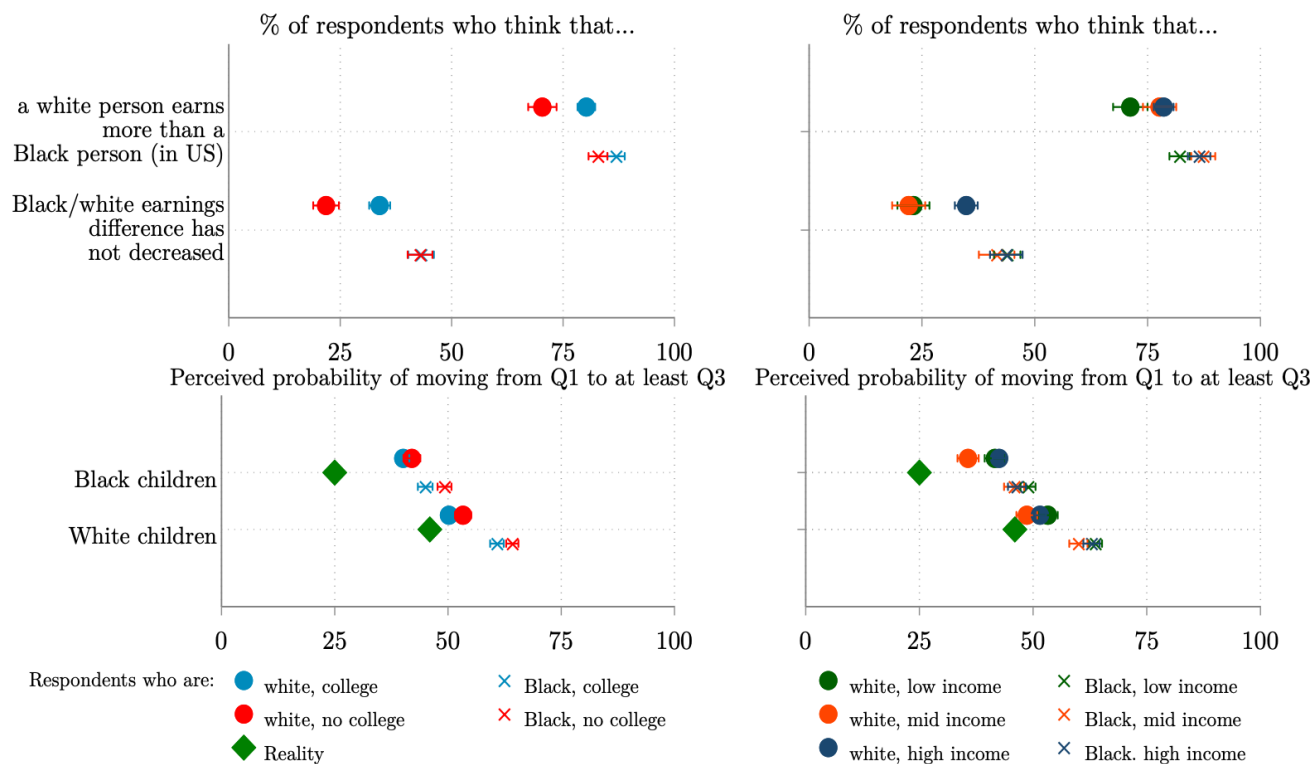 % of respondents who think that...
% of respondents who think that...
a white person earns
more than a
Black person (in US)
Black/white earnings
difference has
not decreased
0 25 50 75 100
0 25 50 75 100
Perceived probability of moving from Q1 to at least Q3
Perceived probability of moving from Q1 to at least Q3
Black children
White children
0 25 50 75 100
0 25 50 75 100
Respondents who are:
white, college
Black, college
white, no college
Black, no college
Reality
white, low income
Black, low income
white, mid income
Black, mid income
white, high income
Black. high income